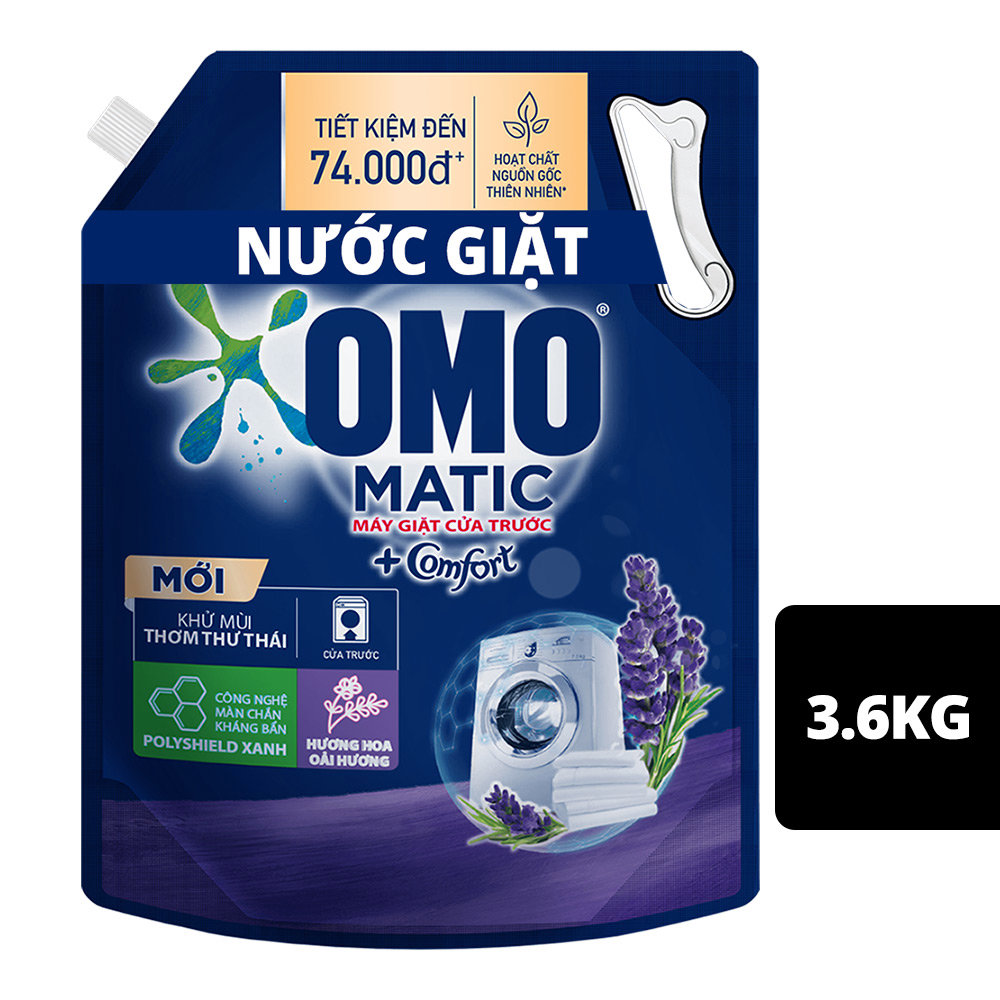 TIẾT KIỆM ĐẾN
74.000đ+
HOẠT CHẤT
NGUỒN GỐC
THIÊN NHIÊN*
NƯỚC GIẶT
OMO®
MATIC
MÁY GIẶT CỬA TRƯỚC
+ Comfort
MỚI
KHỬ MÙI
THƠM THƯ THÁI
CỬA TRƯỚC
CÔNG NGHỆ
MÀN CHẮN
KHÁNG BẨN
POLYSHIELD XANH
HƯƠNG HOA
OẢI HƯƠNG
3.6KG